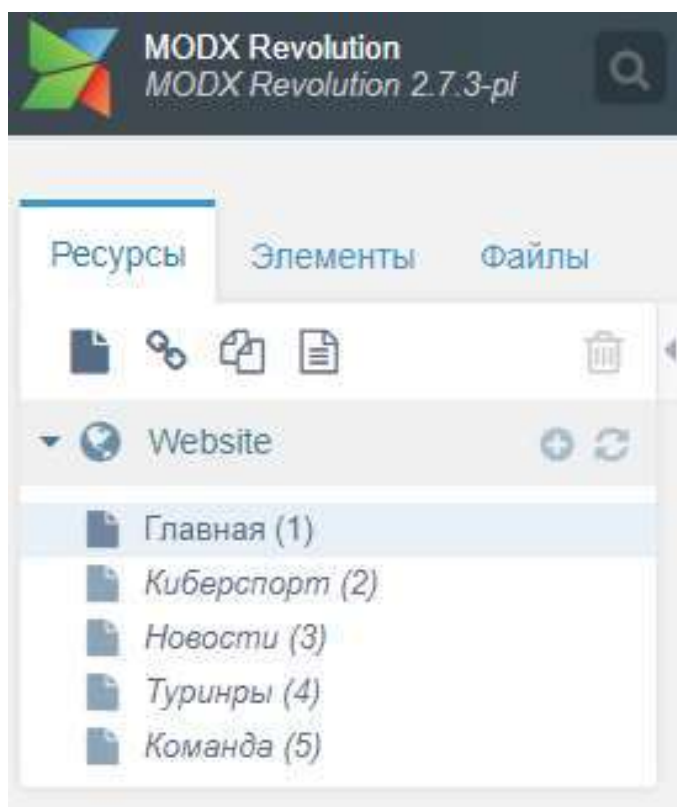 MODX Revolution
MODX Revolution 2.7.3-pl
Ресурсы Элементы Файлы
Website
Главная (1)
Киберспорт (2)
Новости (3)
Туринры (4)
Команда (5)